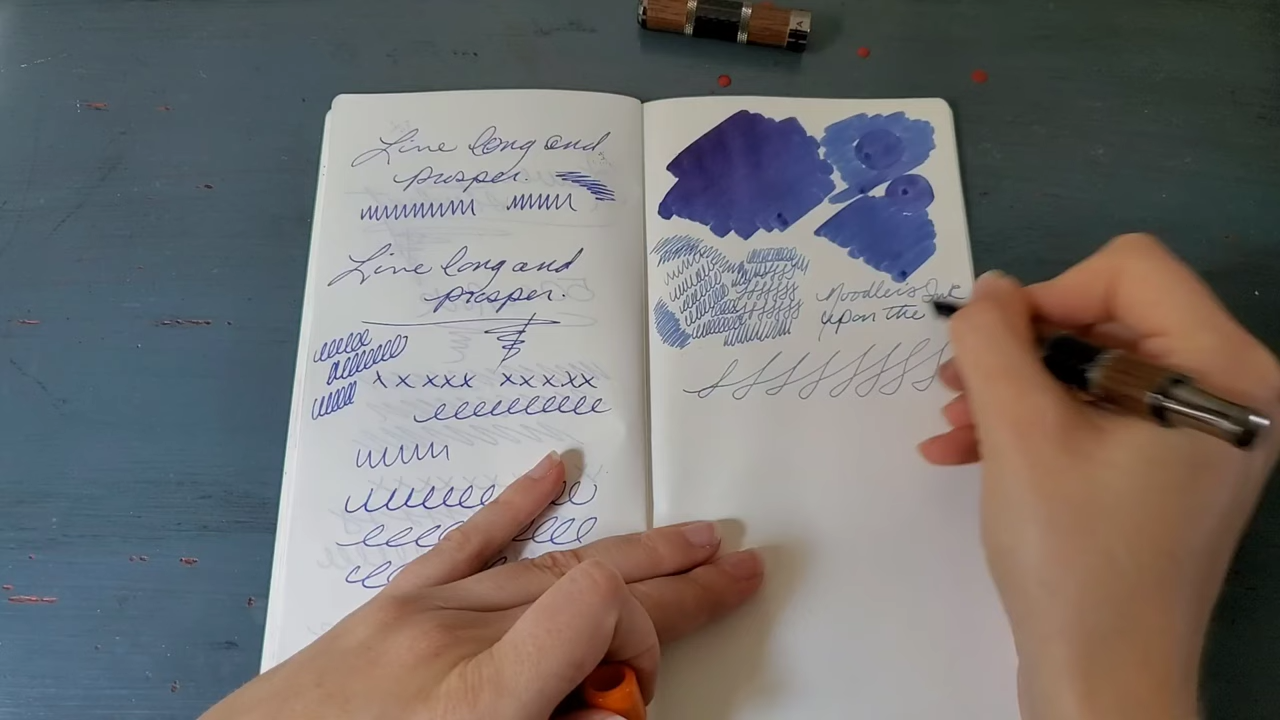 Live long and
prosper.
Live long and
prosper.
xxxxx xxxxx
Noodler's Ink
upon the